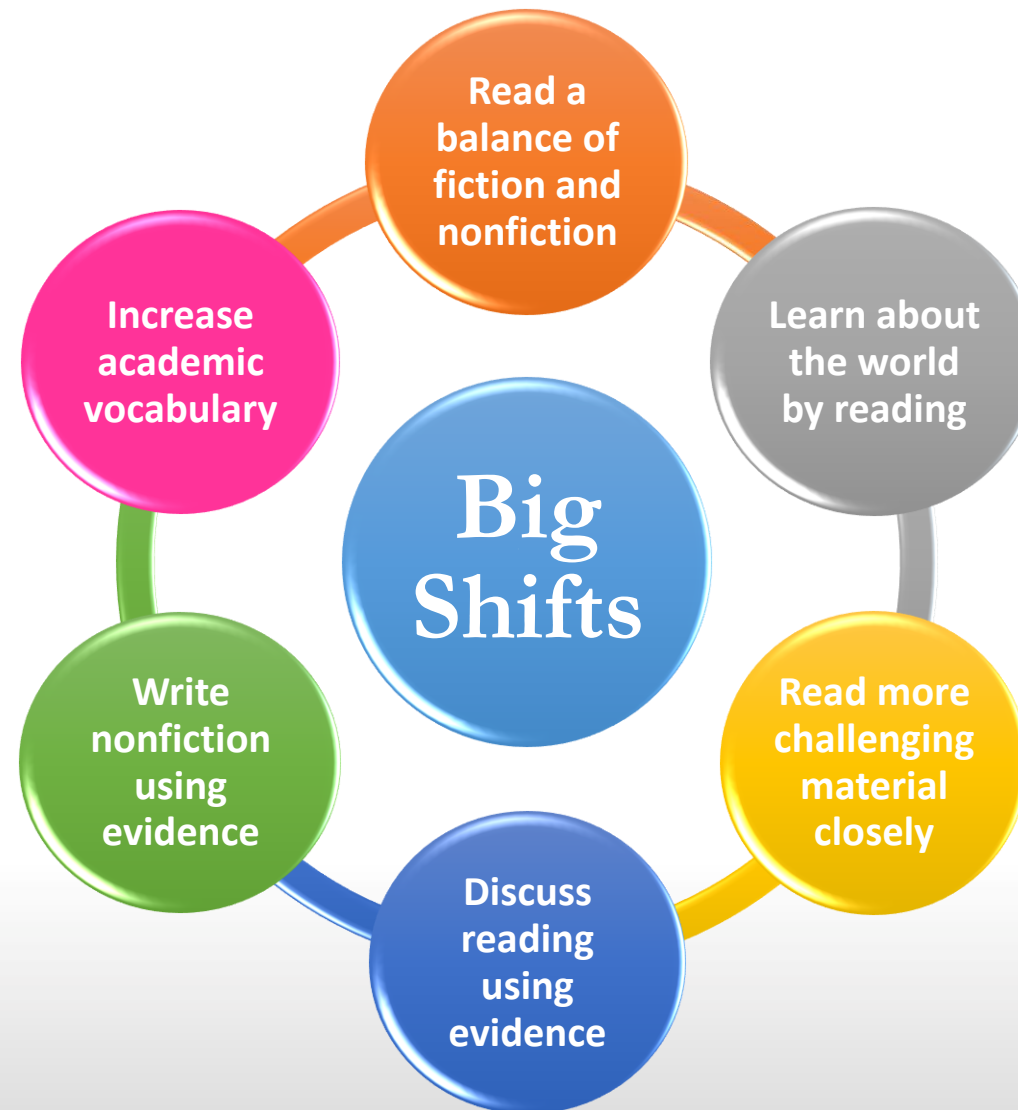 Read a
balance of
fiction and
nonfiction
Learn about
the world
by reading
Read more
challenging
material
closely
Discuss
reading
using
evidence
Write
nonfiction
using
evidence
Increase
academic
vocabulary
Big
Shifts